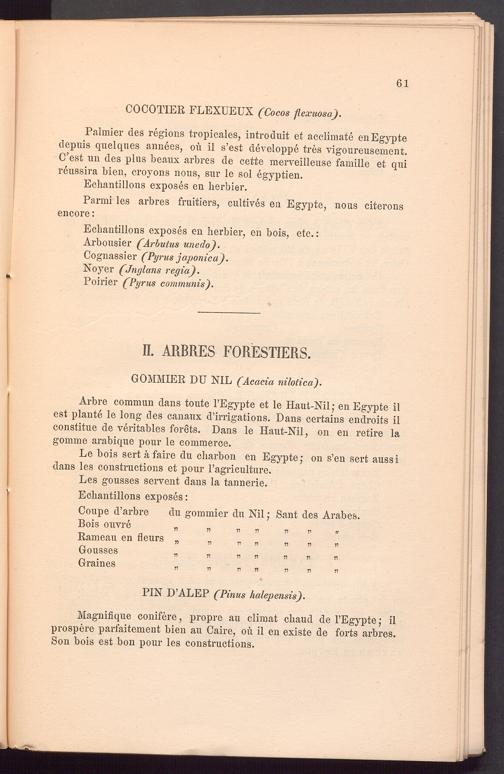 61
COCOTIER FLEXUEUX (Cocos flexuosa).
Palmier des régions tropicales, introduit et acclimaté en Egypte
depuis quelques années, où il s'est développé très vigoureusement.
C'est un des plus beaux arbres de cette merveilleuse famille et qui
réussira bien, croyons nous, sur le sol égyptien.
Echantillons exposés en herbier.
Parmi les arbres fruitiers, cultivés en Egypte, nous citerons
encore:
Echantillons exposés en herbier, en bois, etc.:
Arbousier (Arbutus unedo).
Cognassier (Pyrus japonica).
Noyer (Jnglans regia).
Poirier (Pyrus communis).
II. ARBRES FORESTIERS.
GOMMIER DU NIL (Acacia nilotica).
Arbre commun dans toute l'Egypte et le Haut-Nil; en Egypte il
est planté le long des canaux d'irrigations. Dans certains endroits il
constitue de véritables forêts. Dans le Haut-Nil, on en retire la
gomme arabique pour le commerce.
Le bois sert à faire du charbon en Egypte; on s'en sert aussi
dans les constructions et pour l'agriculture.
Les gousses servent dans la tannerie.
Echantillons exposés:
Coupe d'arbre du gommier du Nil; Sant des Arabes.
Bois ouvré " " " " " " "
Rameau en fleurs " " " " " " "
Gousses " " " " " " "
Graines " " " " " " "
PIN D'ALEP (Pinus halepensis).
Magnifique conifère, propre au climat chaud de l'Egypte; il
prospère parfaitement bien au Caire, où il en existe de forts arbres.
Son bois est bon pour les constructions.